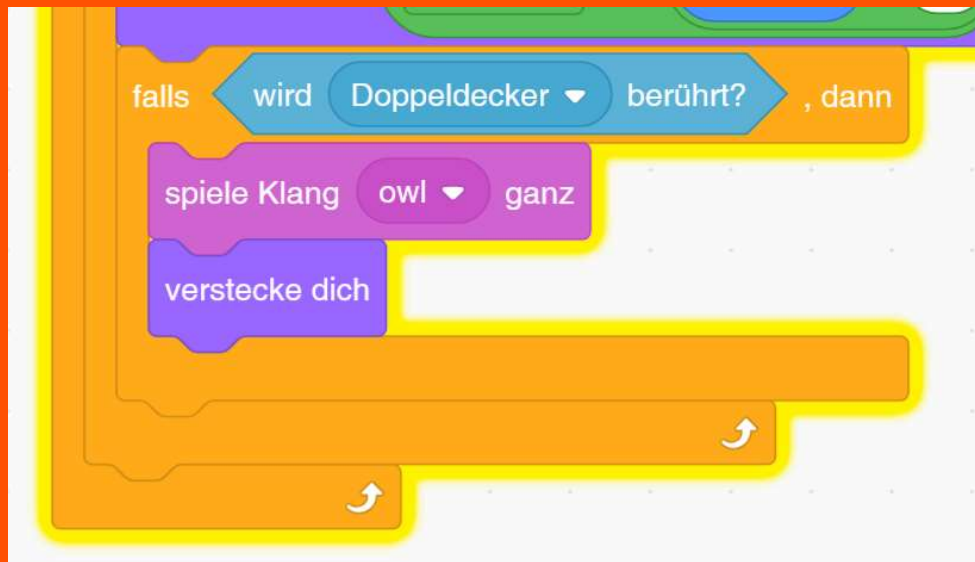 falls wird Doppeldecker berührt? , dann
spiele Klang owl ganz
verstecke dich